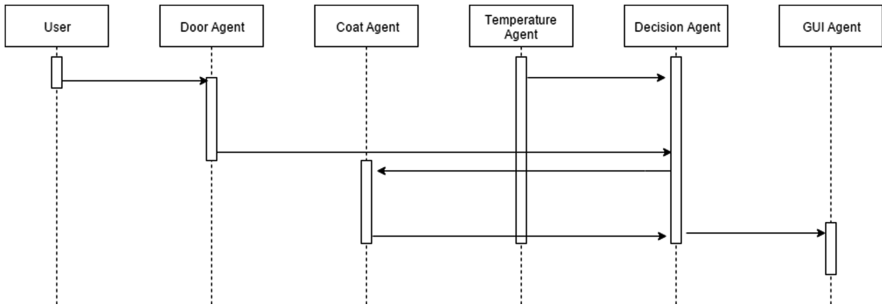 User
Door Agent
Coat Agent
Temperature
Agent
Decision Agent
GUI Agent